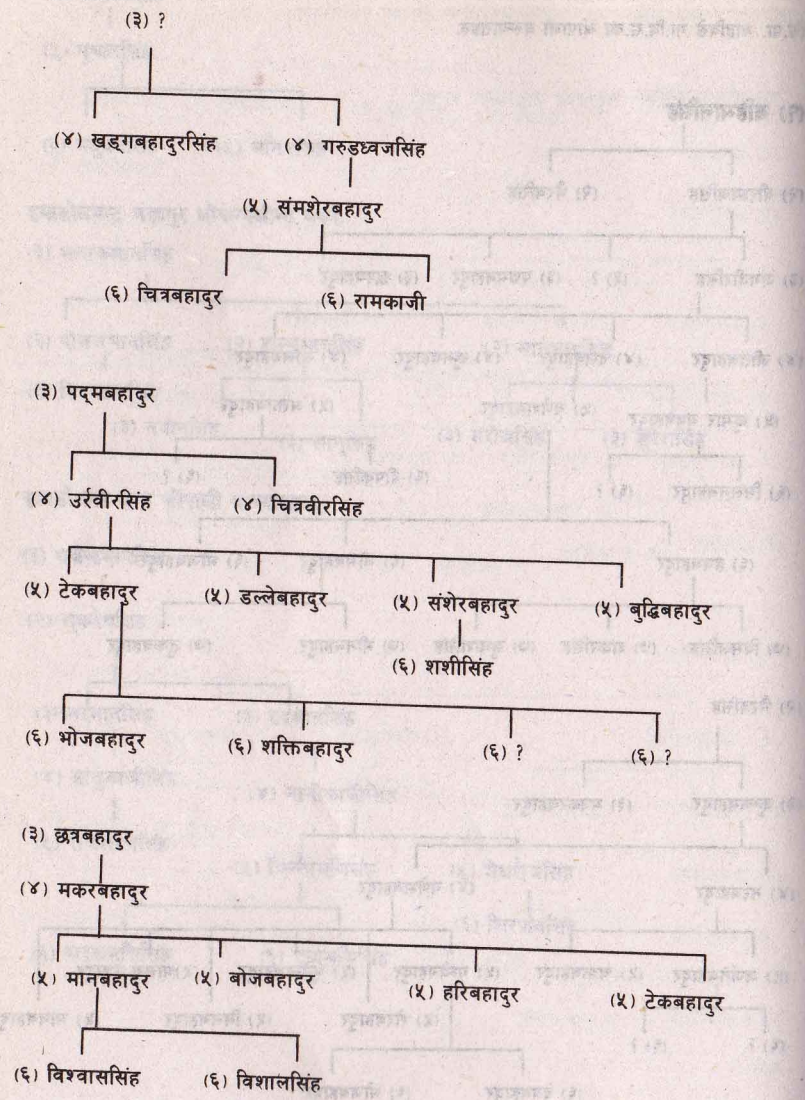 (३) ?
(४) खड्गबहादुरसिंह (४) गरुडध्वजसिंह
(५) संमशेरबहादुर
(६) चित्रबहादुर (६) रामकाजी
(३) पद्मबहादुर
(४) उर्रवीरसिंह (४) चित्रवीरसिंह
(५) टेकबहादुर (५) डल्लेबहादुर (५) संशेरबहादुर (५) बुद्धिबहादुर
(६) शशीसिंह
(६) भोजबहादुर (६) शक्तिबहादुर (६) ? (६) ?
(३) छत्रबहादुर
(४) मकरबहादुर
(५) मानबहादुर (५) बोजबहादुर (५) हरिबहादुर (५) टेकबहादुर
(६) विश्वाससिंह (६) विशालसिंह